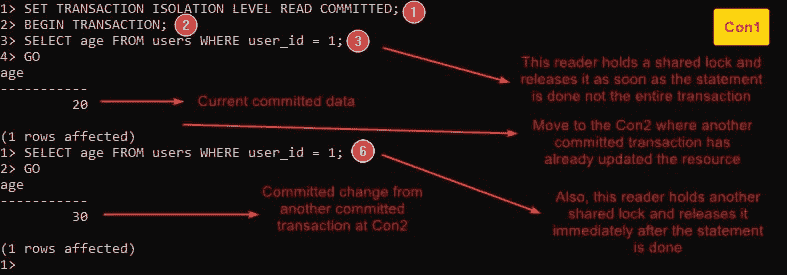 1> SET TRANSACTION ISOLATION LEVEL READ COMMITTED; 1
2> BEGIN TRANSACTION; 2
3> SELECT age FROM users WHERE user_id = 1; 3
4> GO
age
-----------
20
(1 rows affected)
1> SELECT age FROM users WHERE user_id = 1; 6
2> GO
age
-----------
30
(1 rows affected)
1>
Con1
This reader holds a shared lock and
releases it as soon as the statement
is done not the entire transaction
Current committed data
Move to the Con2 where another
committed transaction has
already updated the resource
Committed change from
another committed
transaction at Con2
Also, this reader holds another
shared lock and releases it
immediately after the statement
is done